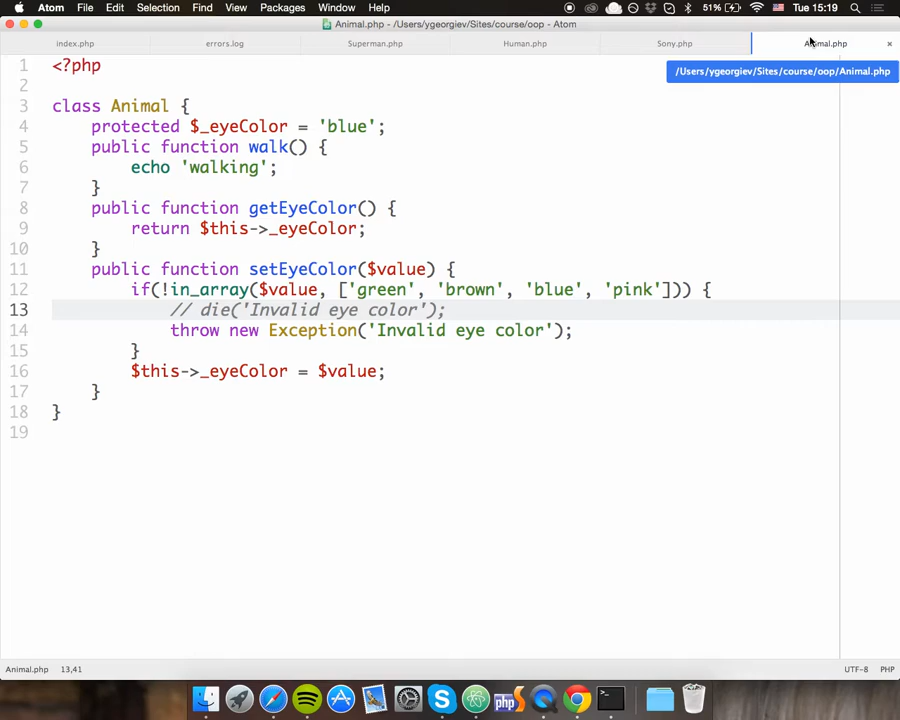 Atom File Edit Selection Find View Packages Window Help 51% Tue 15:19
Animal.php - /Users/ygeorgiev/Sites/course/oop - Atom
index.php errors.log Superman.php Human.php Sony.php Animal.php ×
/Users/ygeorgiev/Sites/course/oop/Animal.php
1 <?php
2
3 class Animal {
4 protected $_eyeColor = 'blue';
5 public function walk() {
6 echo 'walking';
7 }
8 public function getEyeColor() {
9 return $this->_eyeColor;
10 }
11 public function setEyeColor($value) {
12 if(!in_array($value, ['green', 'brown', 'blue', 'pink'])) {
13 // die('Invalid eye color');
14 throw new Exception('Invalid eye color');
15 }
16 $this->_eyeColor = $value;
17 }
18 }
19
Animal.php 13,41 UTF-8 PHP
php